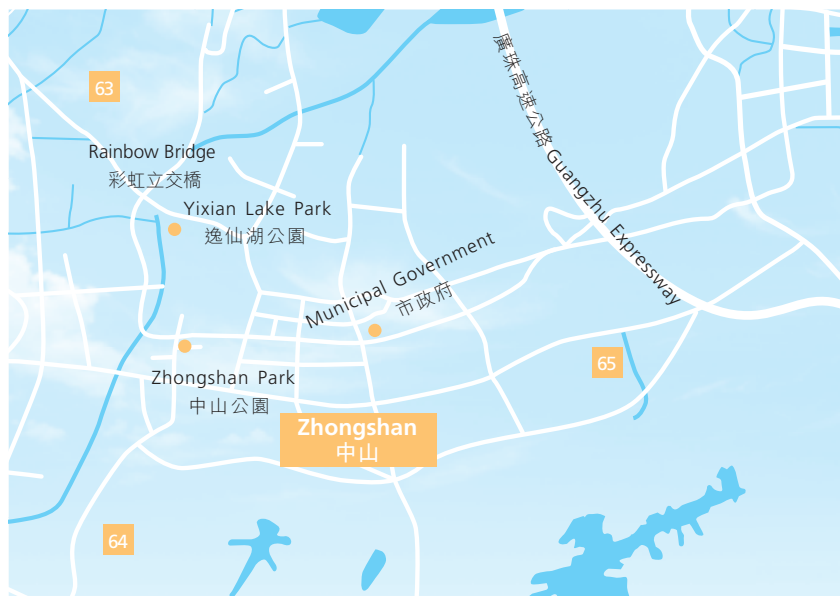 63
廣珠高速公路 Guangzhu Expressway
Rainbow Bridge
彩虹立交橋
Yixian Lake Park
逸仙湖公園
Municipal Government
市政府
65
Zhongshan Park
中山公園
Zhongshan
中山
64